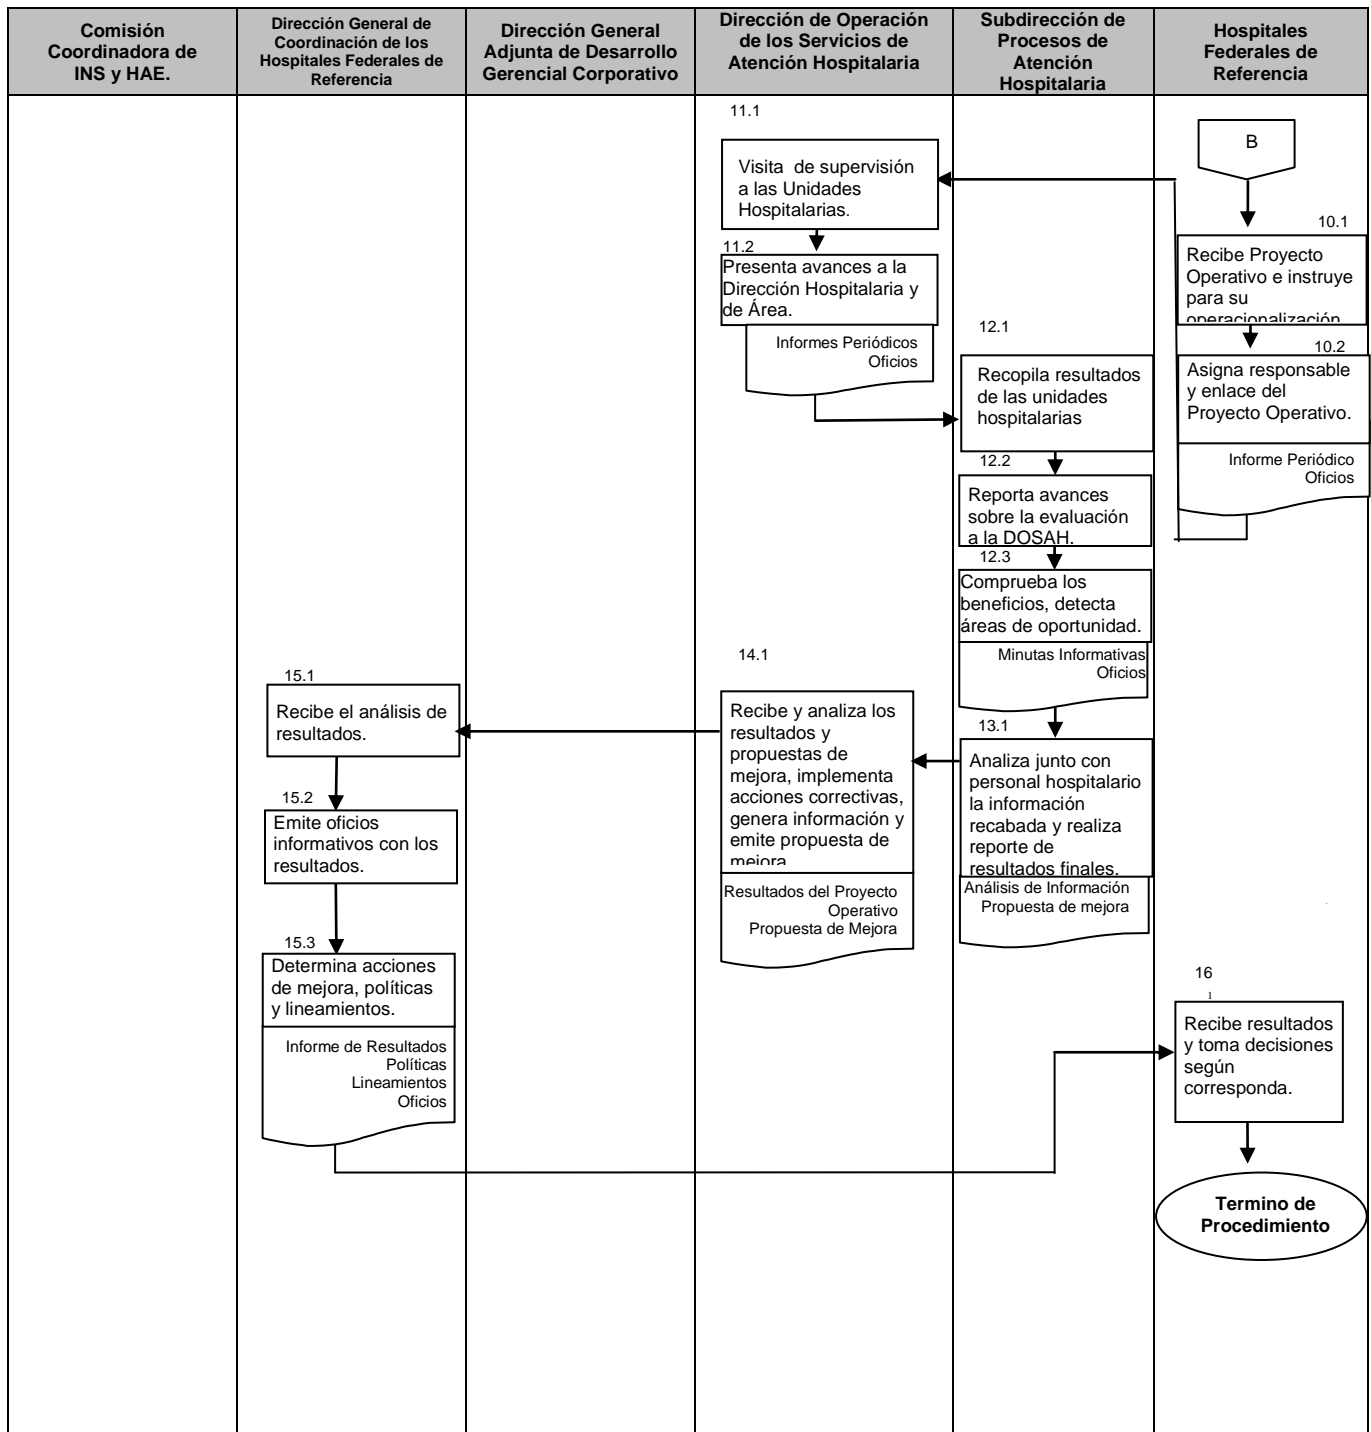 Comisión
Coordinadora de
INS y HAE.
Dirección General de
Coordinación de los
Hospitales Federales de
Referencia
Dirección General
Adjunta de Desarrollo
Gerencial Corporativo
Dirección de Operación
de los Servicios de
Atención Hospitalaria
Subdirección de
Procesos de
Atención
Hospitalaria
Hospitales
Federales de
Referencia
B
10.1
Recibe Proyecto
Operativo e instruye
para su
operacionalización
10.2
Asigna responsable
y enlace del
Proyecto Operativo.
Informe Periódico
Oficios
11.1
Visita de supervisión
a las Unidades
Hospitalarias.
11.2
Presenta avances a la
Dirección Hospitalaria y
de Área.
Informes Periódicos
Oficios
12.1
Recopila resultados
de las unidades
hospitalarias
12.2
Reporta avances
sobre la evaluación
a la DOSAH.
12.3
Comprueba los
beneficios, detecta
áreas de oportunidad.
Minutas Informativas
Oficios
13.1
Analiza junto con
personal hospitalario
la información
recabada y realiza
reporte de
resultados finales.
Análisis de Información
Propuesta de mejora
14.1
Recibe y analiza los
resultados y
propuestas de
mejora, implementa
acciones correctivas,
genera información y
emite propuesta de
mejora
Resultados del Proyecto
Operativo
Propuesta de Mejora
15.1
Recibe el análisis de
resultados.
15.2
Emite oficios
informativos con los
resultados.
15.3
Determina acciones
de mejora, políticas
y lineamientos.
Informe de Resultados
Políticas
Lineamientos
Oficios
16
1
Recibe resultados
y toma decisiones
según
corresponda.
Termino de
Procedimiento